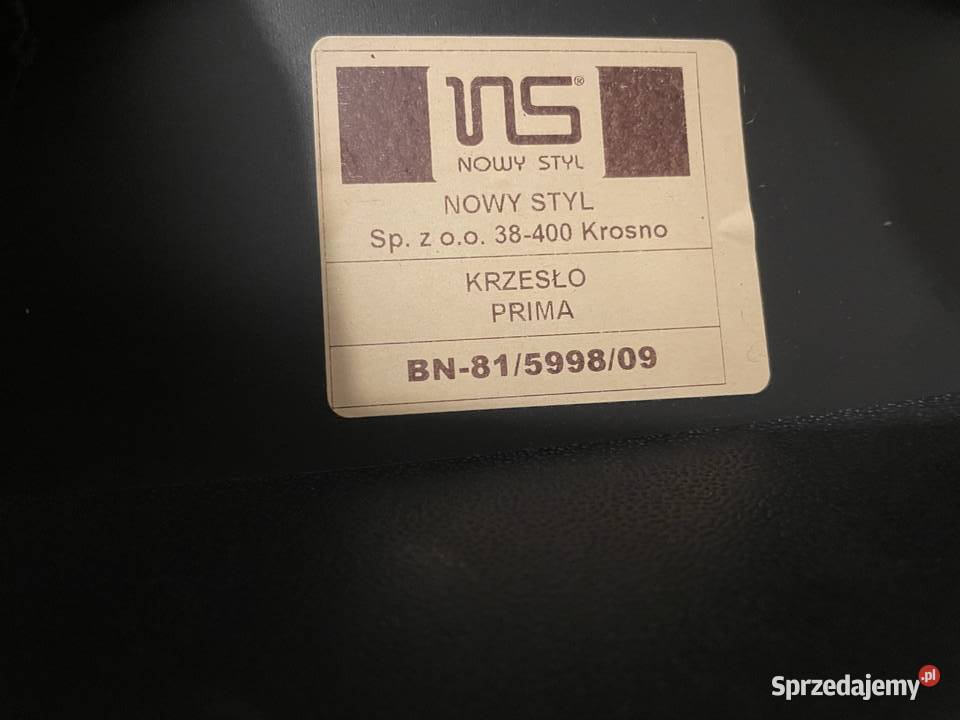 NS®
NOWY STYL
NOWY STYL
Sp. z o.o. 38-400 Krosno
KRZESŁO
PRIMA
BN-81/5998/09
Sprzedajemy.pl